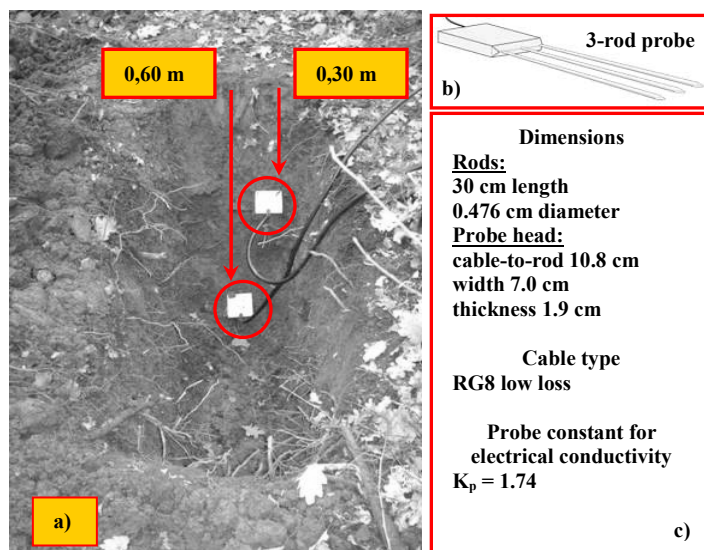 0,60 m
0,30 m
a)
3-rod probe
b)
Dimensions
Rods:
30 cm length
0.476 cm diameter
Probe head:
cable-to-rod 10.8 cm
width 7.0 cm
thickness 1.9 cm
Cable type
RG8 low loss
Probe constant for
electrical conductivity
Kp = 1.74
c)